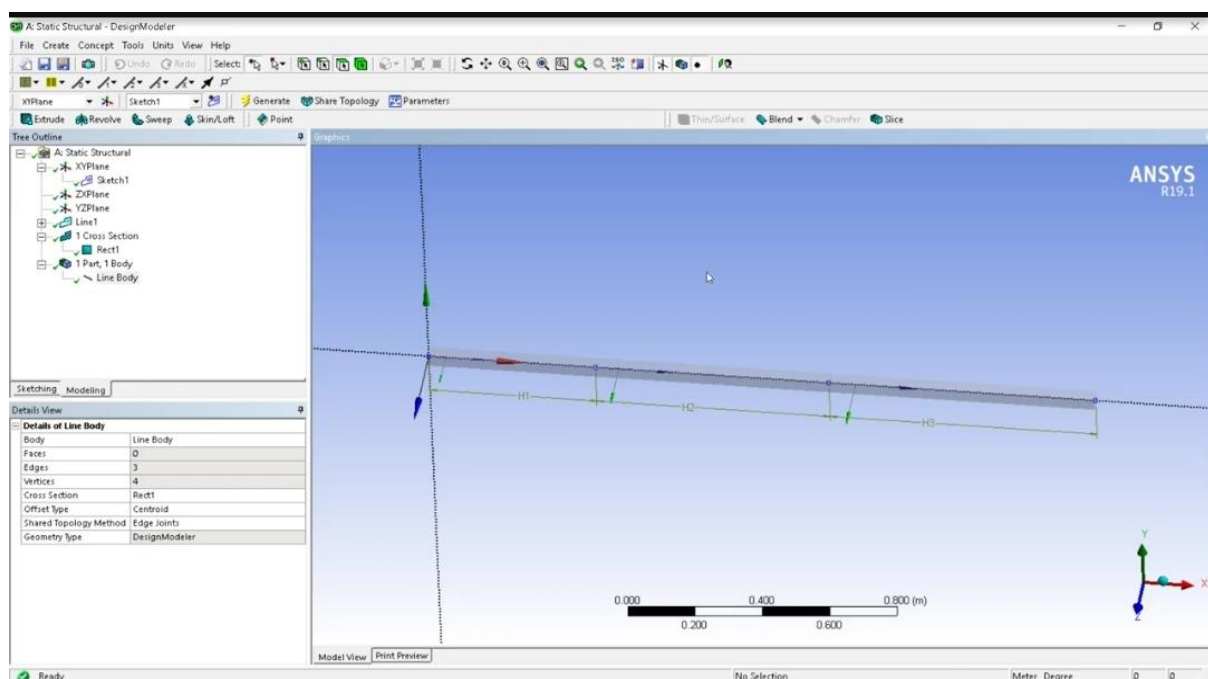 A: Static Structural - DesignModeler
File Create Concept Tools Units View Help
Undo Redo Select:
XYPlane Sketch1 Generate Share Topology Parameters
Extrude Revolve Sweep Skin/Loft Point Thin/Surface Blend Chamfer Slice
Tree Outline
A: Static Structural
XYPlane
Sketch1
ZXPlane
YZPlane
Line1
1 Cross Section
Rect1
1 Part, 1 Body
Line Body
Sketching Modeling
Details View
Details of Line Body
Body Line Body
Faces 0
Edges 3
Vertices 4
Cross Section Rect1
Offset Type Centroid
Shared Topology Method Edge Joints
Geometry Type DesignModeler
Graphics
ANSYS
R19.1
H1
H2
H3
Y
X
Z
0.000 0.400 0.800 (m)
0.200 0.600
Model View Print Preview
Ready No Selection Meter Degree 0 0